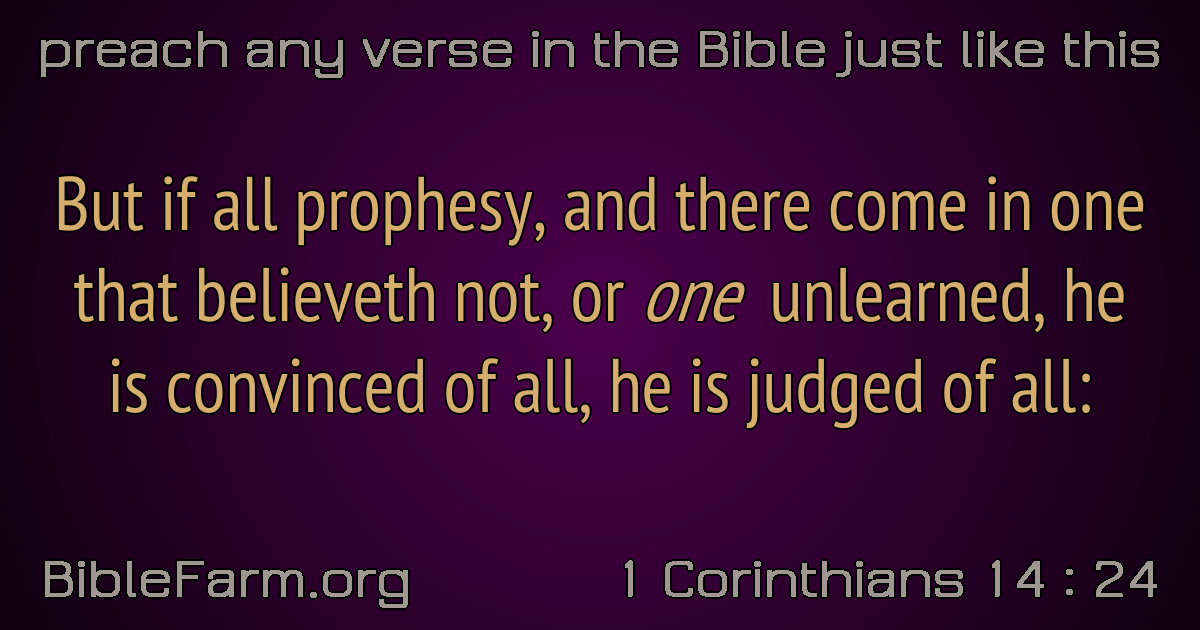 preach any verse in the Bible just like this
But if all prophesy, and there come in one
that believeth not, or one unlearned, he
is convinced of all, he is judged of all:
BibleFarm.org
1 Corinthians 14 : 24